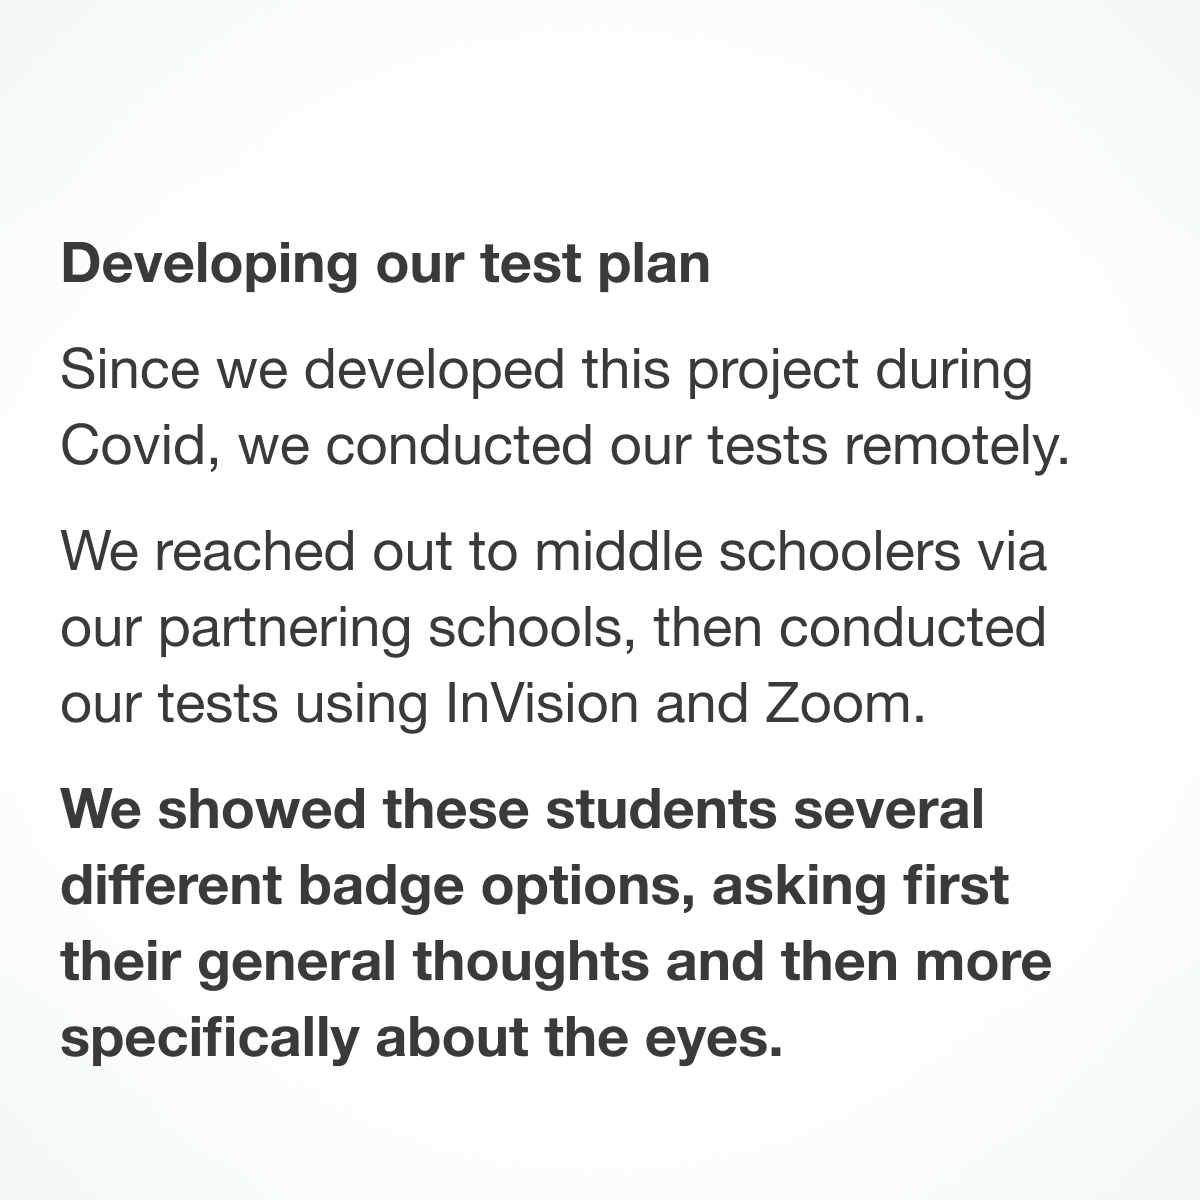 Developing our test plan
Since we developed this project during
Covid, we conducted our tests remotely.
We reached out to middle schoolers via
our partnering schools, then conducted
our tests using InVision and Zoom.
We showed these students several
different badge options, asking first
their general thoughts and then more
specifically about the eyes.